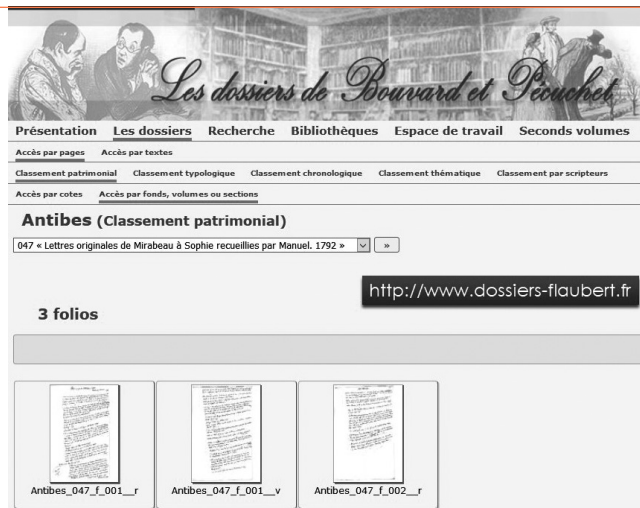 Les dossiers de Bouvard et Pécuchet
Présentation Les dossiers Recherche Bibliothèques Espace de travail Seconds volumes
Accès par pages Accès par textes
Classement patrimonial Classement typologique Classement chronologique Classement thématique Classement par scripteurs
Accès par cotes Accès par fonds, volumes ou sections
Antibes (Classement patrimonial)
047 « Lettres originales de Mirabeau à Sophie recueillies par Manuel. 1792 » »
http://www.dossiers-flaubert.fr
3 folios
Antibes_047_f_001__r Antibes_047_f_001__v Antibes_047_f_002__r